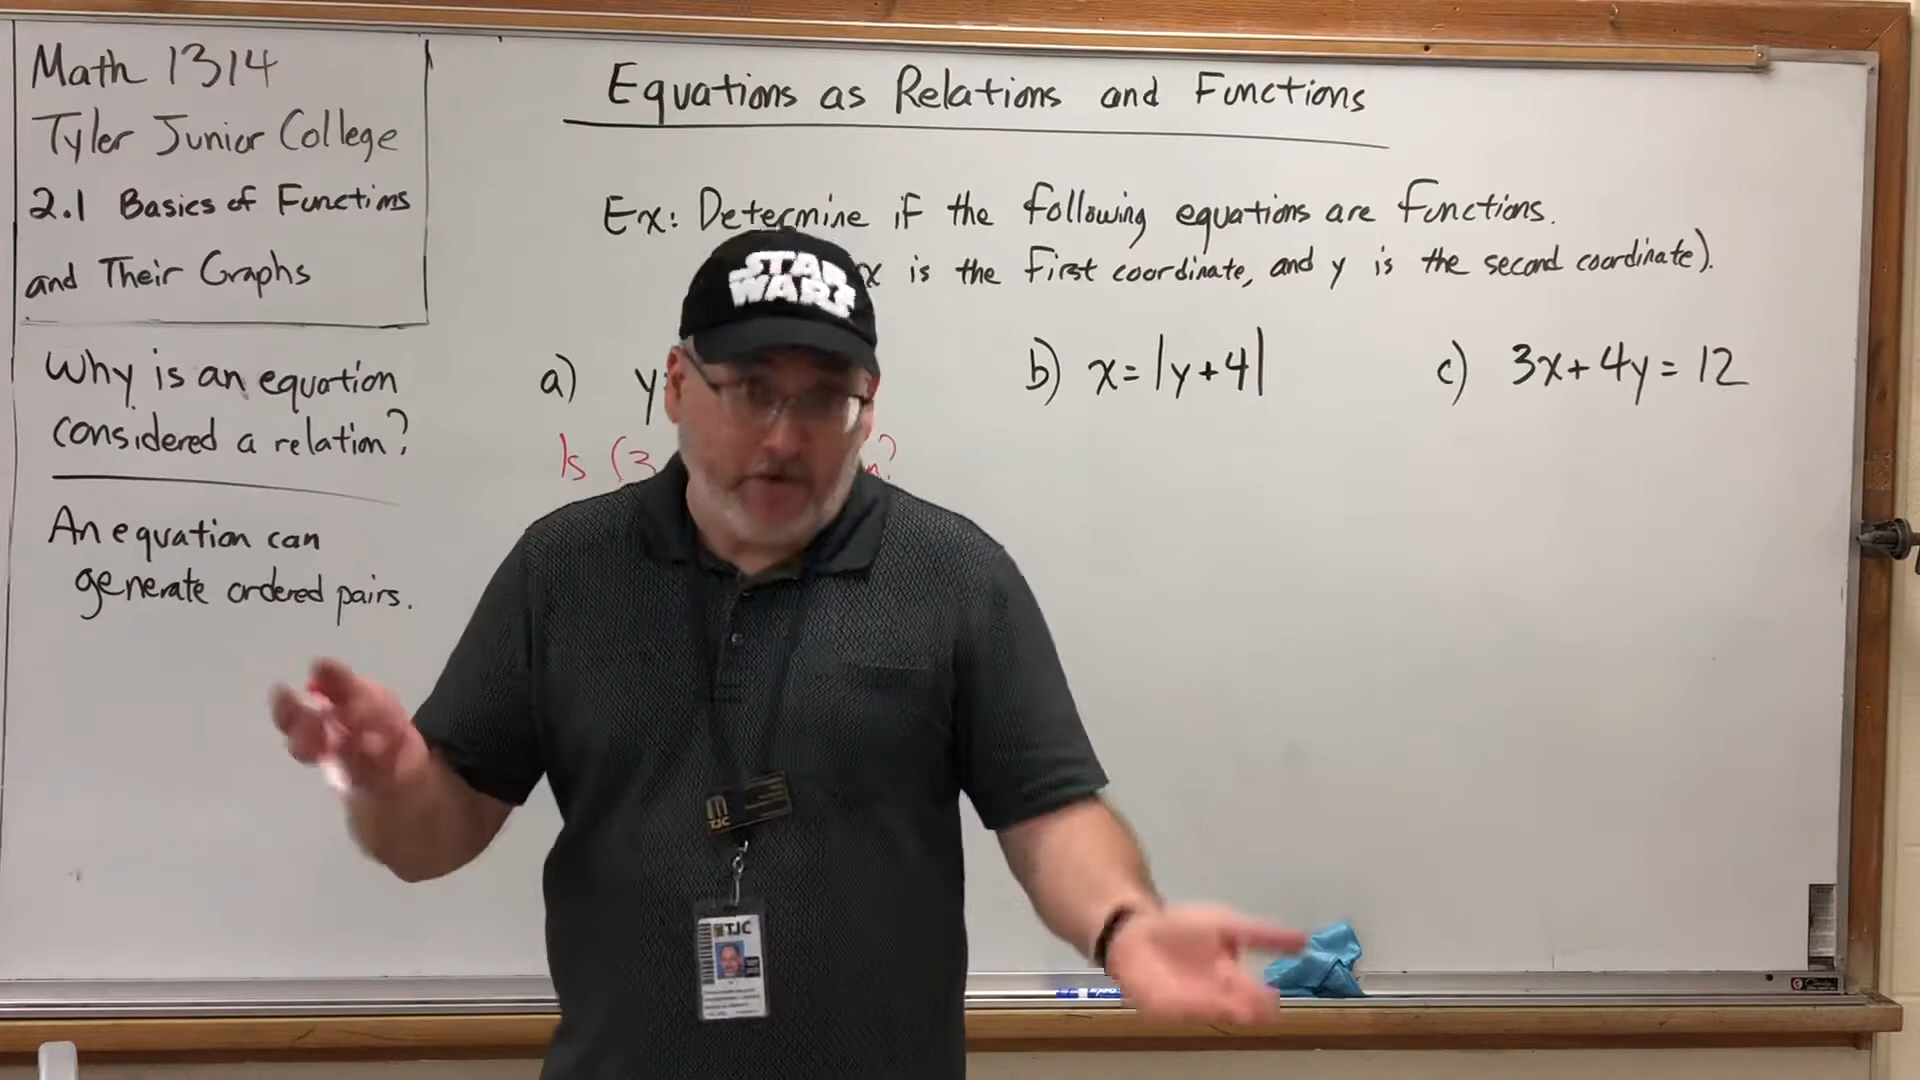 Math 1314
Tyler Junior College
2.1 Basics of Functions
and Their Graphs
Why is an equation
considered a relation?
An equation can
generate ordered pairs.
Equations as Relations and Functions
Ex: Determine if the following equations are functions.
x is the first coordinate, and y is the second coordinate).
a) y
b) x = |y+4|
c) 3x + 4y = 12
Is (3
?
STAR
WARS
TJC
TJC